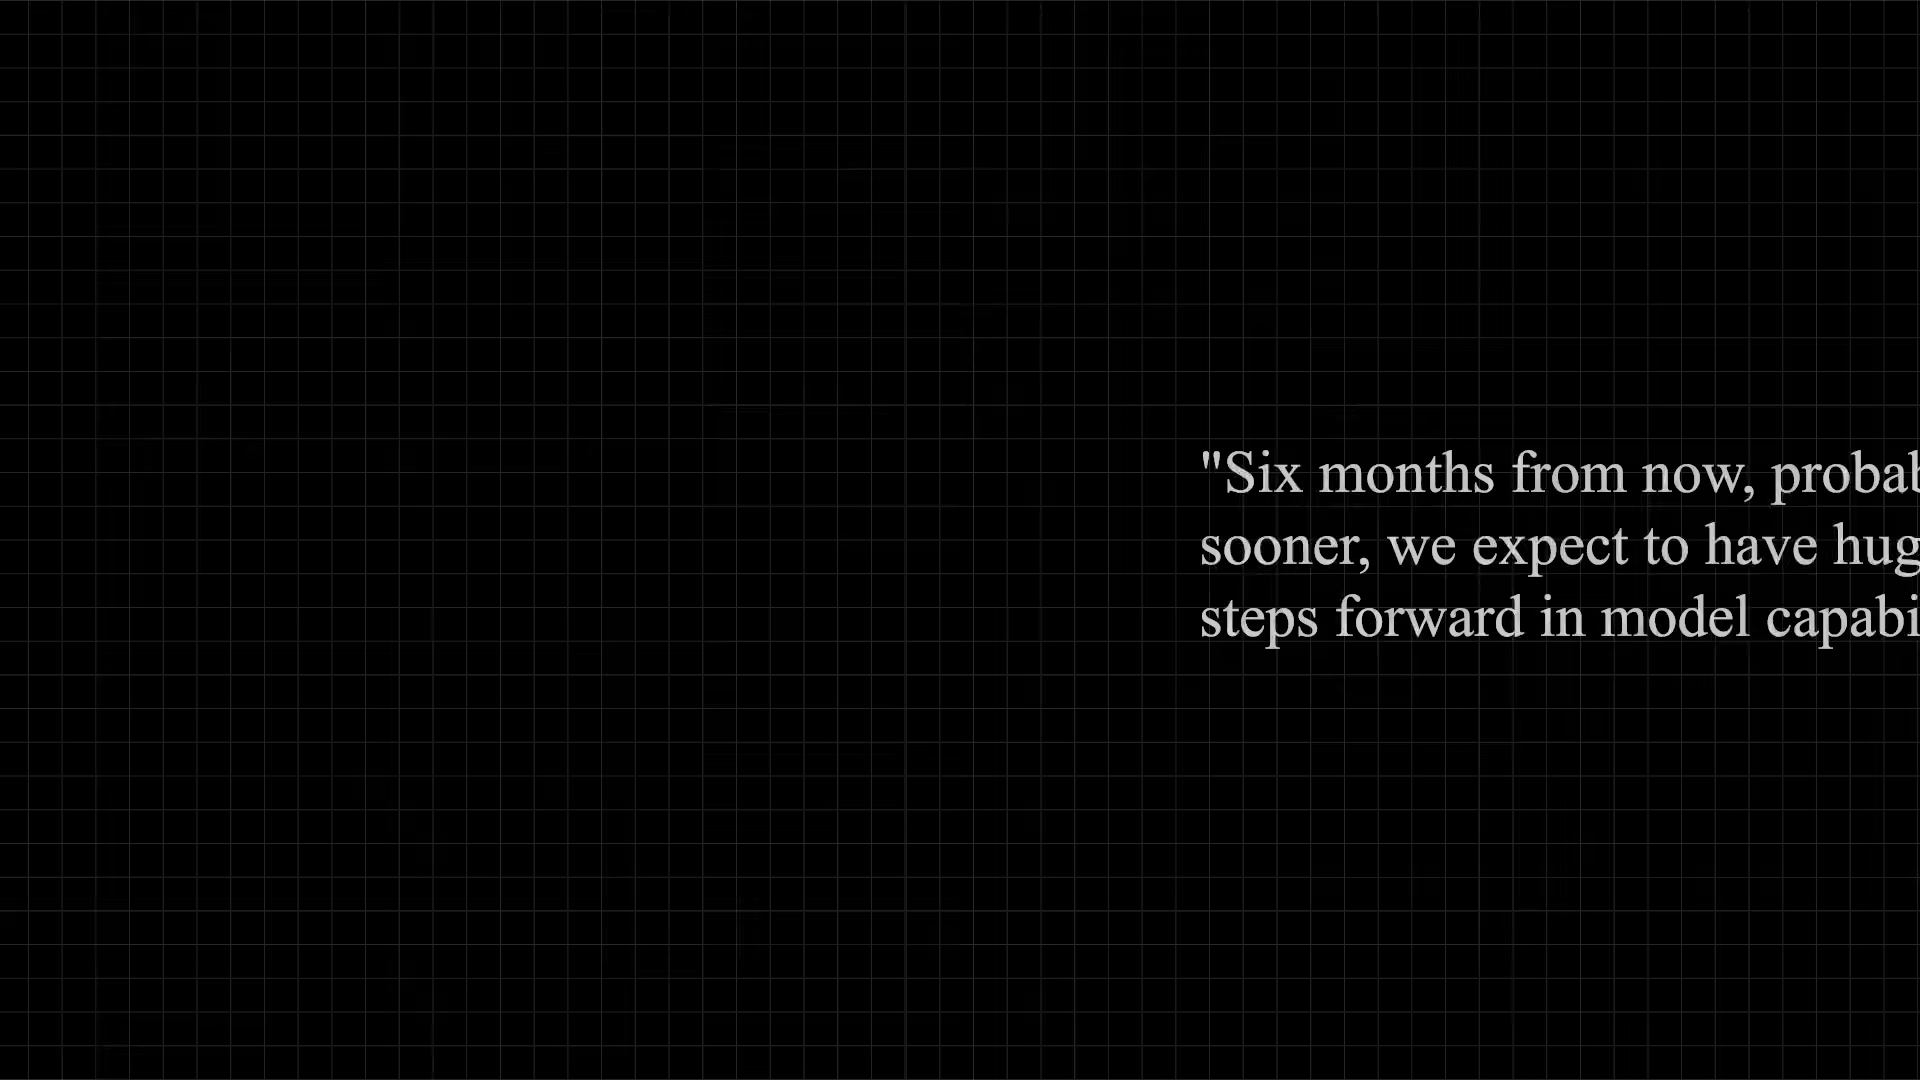 "Six months from now, probab
sooner, we expect to have hug
steps forward in model capabi